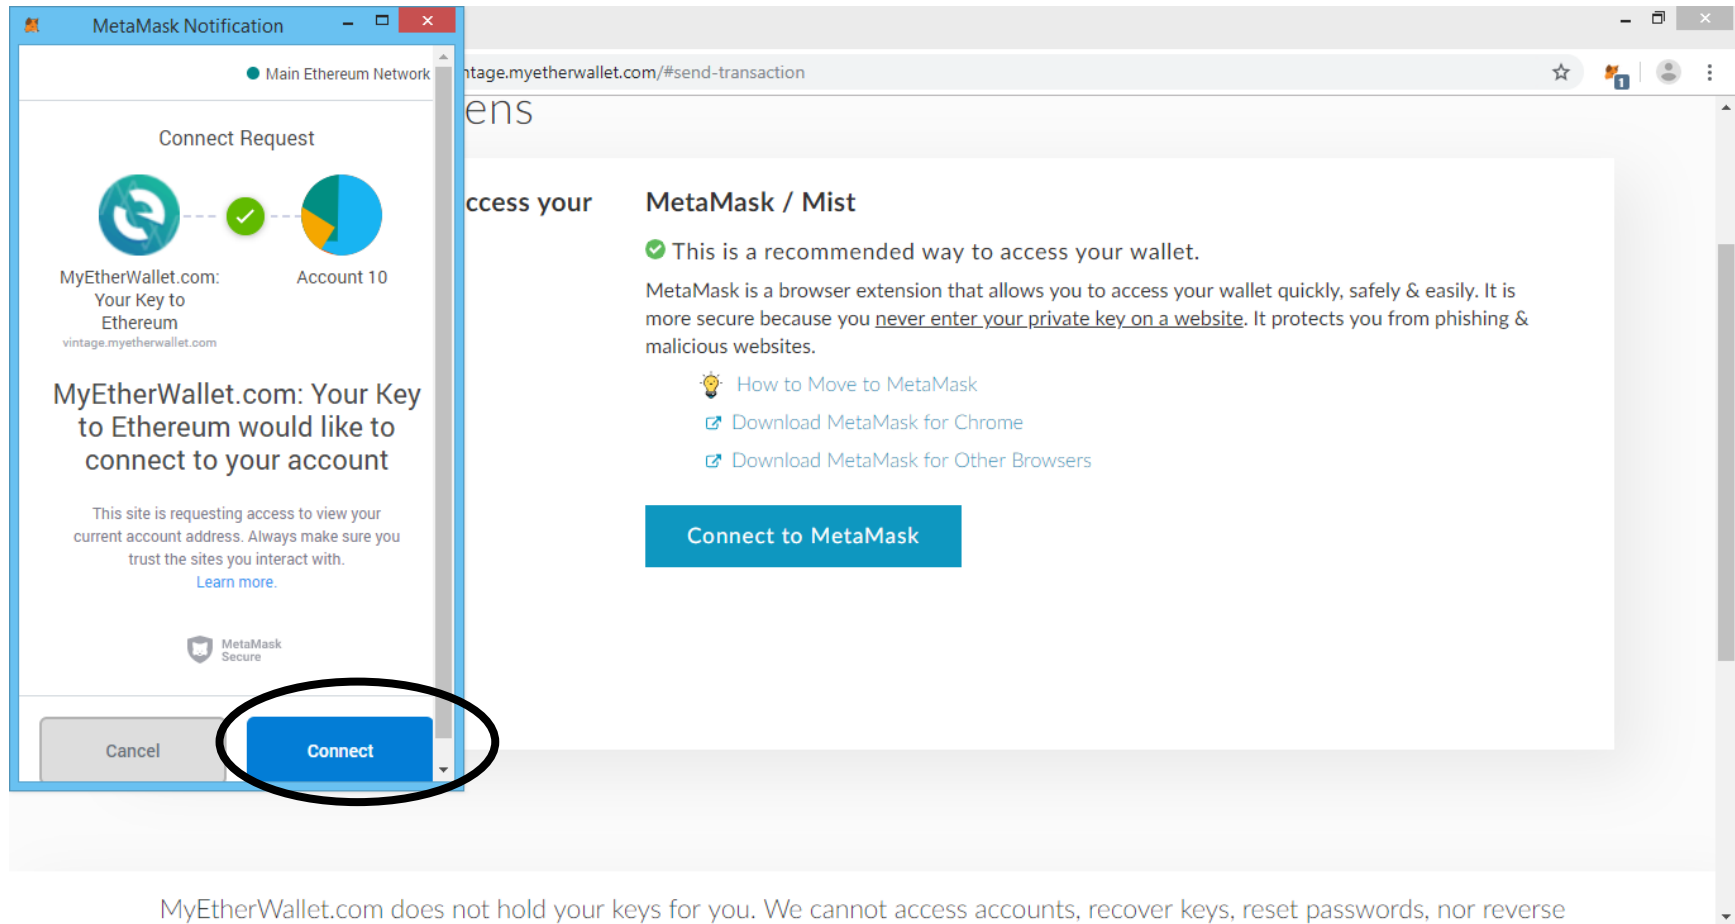 MetaMask Notification
Main Ethereum Network
Connect Request
MyEtherWallet.com:
Your Key to
Ethereum
vintage.myetherwallet.com
Account 10
MyEtherWallet.com: Your Key
to Ethereum would like to
connect to your account
This site is requesting access to view your
current account address. Always make sure you
trust the sites you interact with.
Learn more.
MetaMask
Secure
Cancel
Connect
ntage.myetherwallet.com/#send-transaction
1
ens
ccess your
MetaMask / Mist
This is a recommended way to access your wallet.
MetaMask is a browser extension that allows you to access your wallet quickly, safely & easily. It is
more secure because you never enter your private key on a website. It protects you from phishing &
malicious websites.
How to Move to MetaMask
Download MetaMask for Chrome
Download MetaMask for Other Browsers
Connect to MetaMask
MyEtherWallet.com does not hold your keys for you. We cannot access accounts, recover keys, reset passwords, nor reverse